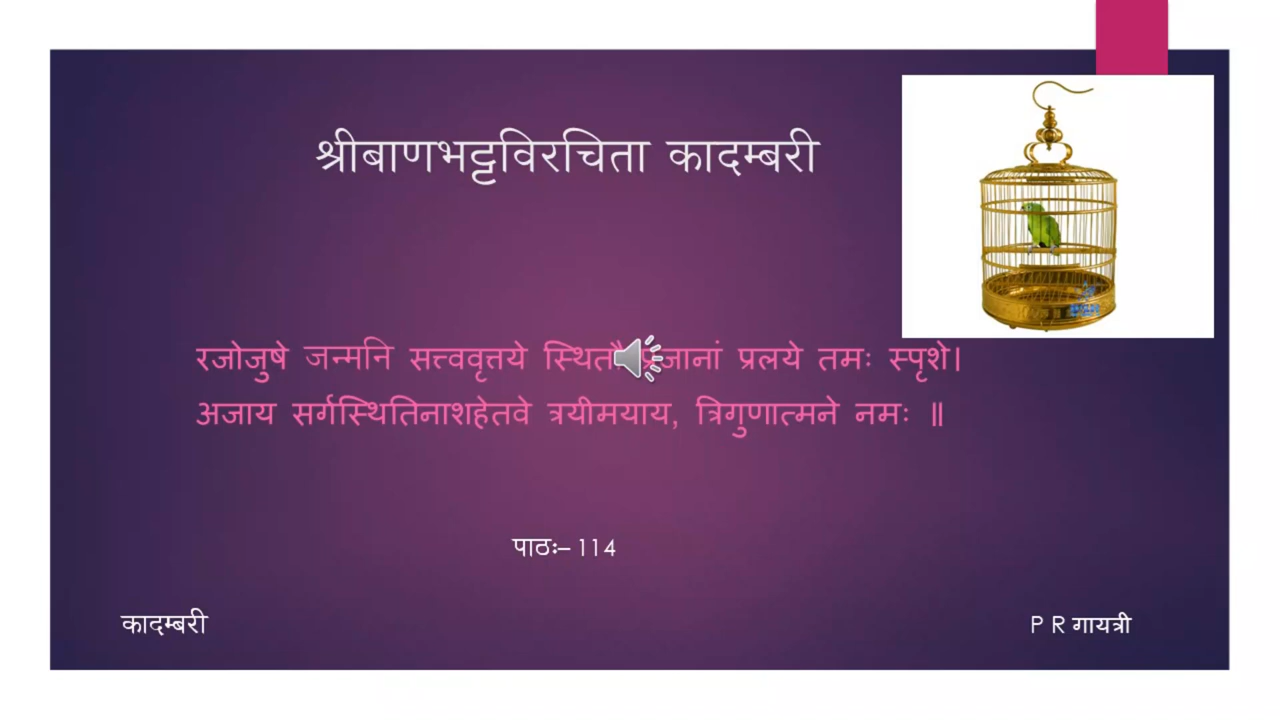 श्रीबाणभट्टविरचिता कादम्बरी
रजोजुषे जन्मनि सत्त्ववृत्तये स्थितौ प्रजानां प्रलये तमः स्पृशे।
अजाय सर्गस्थितिनाशहेतवे त्रयीमयाय, त्रिगुणात्मने नमः ॥
पाठः– 114
कादम्बरी
P R गायत्री